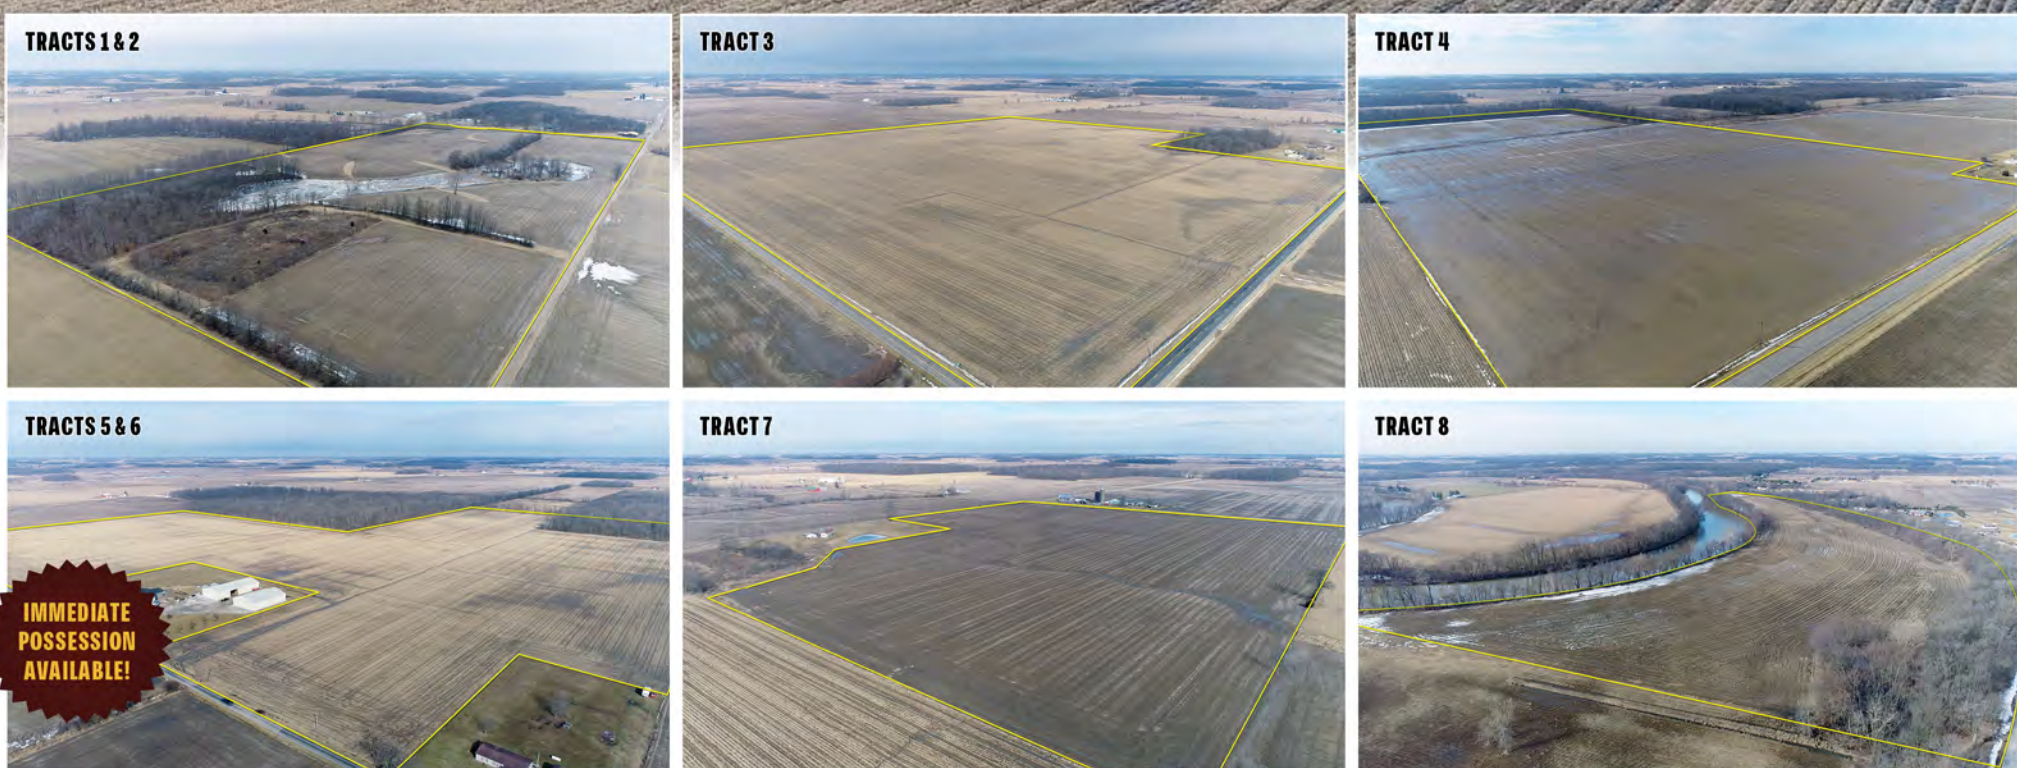 TRACTS 1 & 2
TRACT 3
TRACT 4
TRACTS 5 & 6
TRACT 7
TRACT 8
IMMEDIATE
POSSESSION
AVAILABLE!